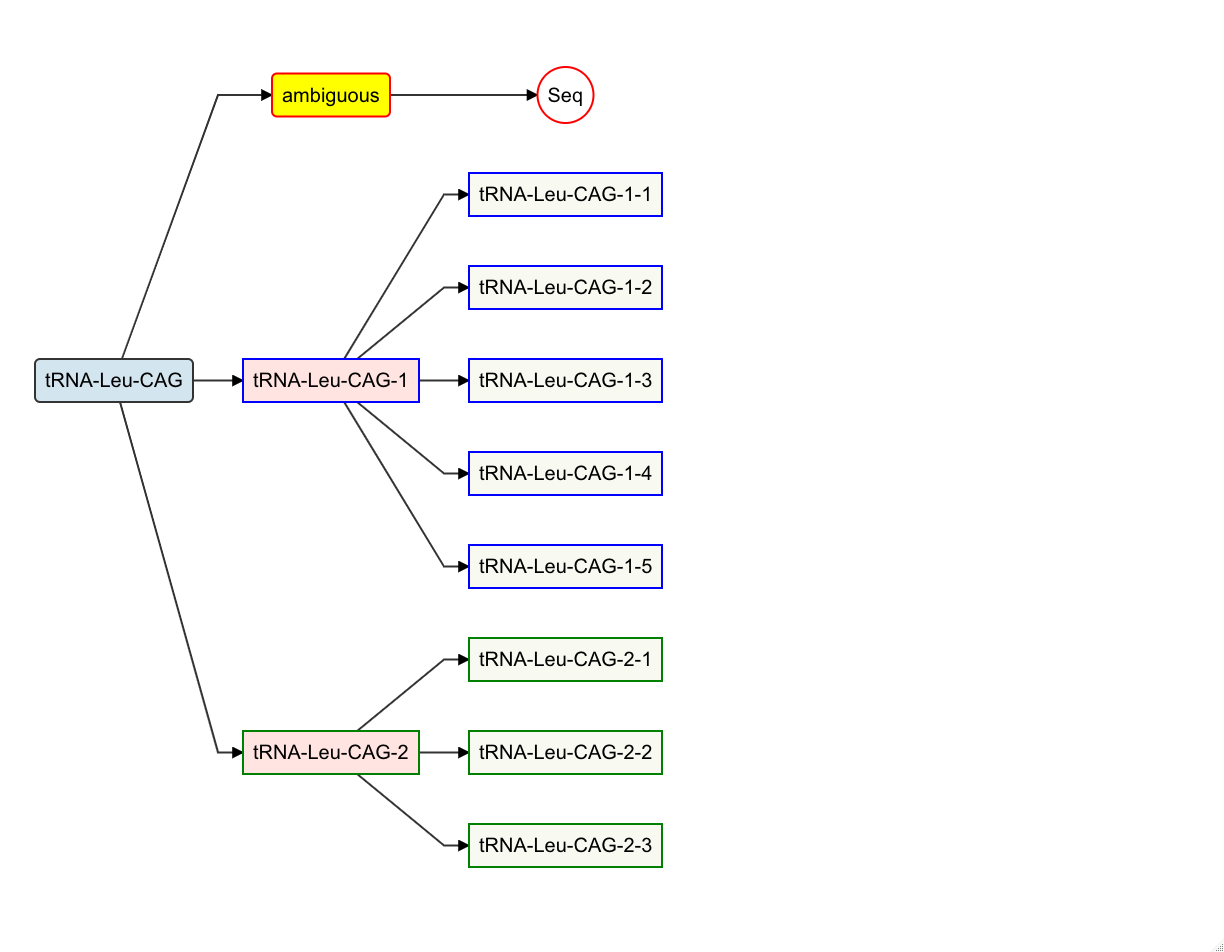 ambiguous
Seq
tRNA-Leu-CAG-1-1
tRNA-Leu-CAG-1-2
tRNA-Leu-CAG
tRNA-Leu-CAG-1
tRNA-Leu-CAG-1-3
tRNA-Leu-CAG-1-4
tRNA-Leu-CAG-1-5
tRNA-Leu-CAG-2-1
tRNA-Leu-CAG-2
tRNA-Leu-CAG-2-2
tRNA-Leu-CAG-2-3